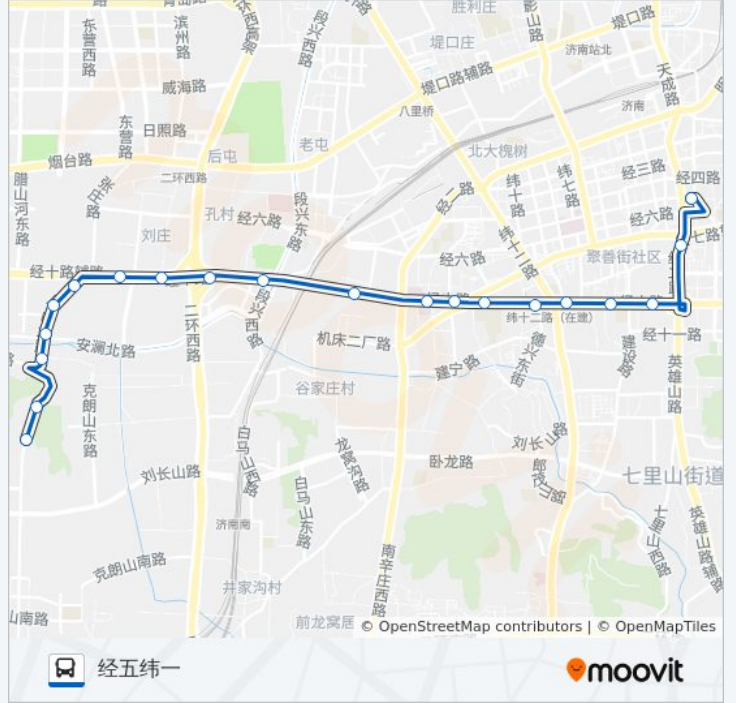 胜利庄
堤口路
堤口庄
济南站北
段兴西路
滨州路
东营西路
天成路
威海路
堤口路辅路
济南
八里桥
东营路
日照路
老屯
后屯
北大槐树
烟台路
二环西路
经三路
经四路
纬七路
纬十路
经二路
腊山河东路
张庄路
段兴东路
孔村
经六路
经六路
七路
刘庄
纬十二路
经六路
聚善街社区
经十路辅路
段兴西路
纬十二路（在建）
经十一路
二环西路
机床二厂路
安澜北路
德兴东街
建设路
建宁路
英雄山路
谷家庄村
克朗山东路
白马山西路
龙窝沟路
刘长山路
卧龙路
郎茂山路
七里山街道
刘长山路
白马山东路
七里山西路
英雄山路辅路
济南南
克朗山南路
南辛庄西路
井家沟村
山南路
前龙窝居
© OpenStreetMap contributors | © OpenMapTiles
经五纬一
moovit